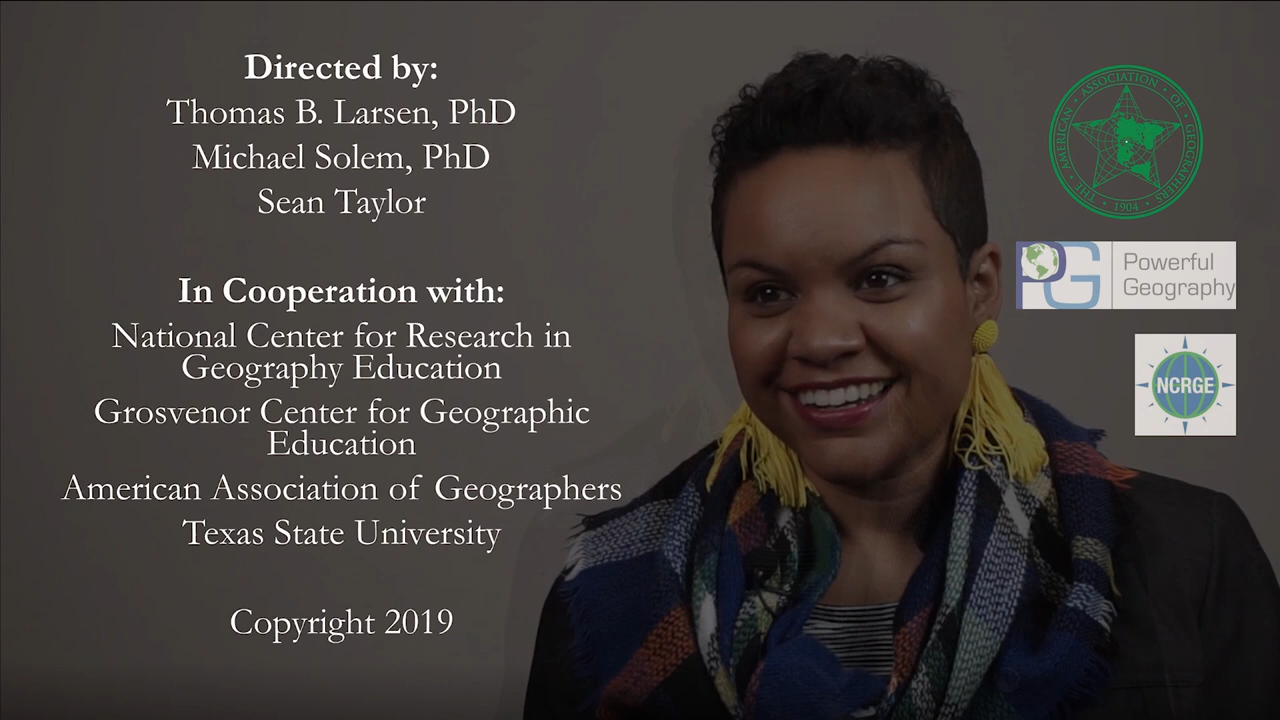 Directed by:
Thomas B. Larsen, PhD
Michael Solem, PhD
Sean Taylor
In Cooperation with:
National Center for Research in
Geography Education
Grosvenor Center for Geographic
Education
American Association of Geographers
Texas State University
Copyright 2019
THE AMERICAN • ASSOCIATION • OF GEOGRAPHERS
• 1904 •
PG
Powerful
Geography
NCRGE